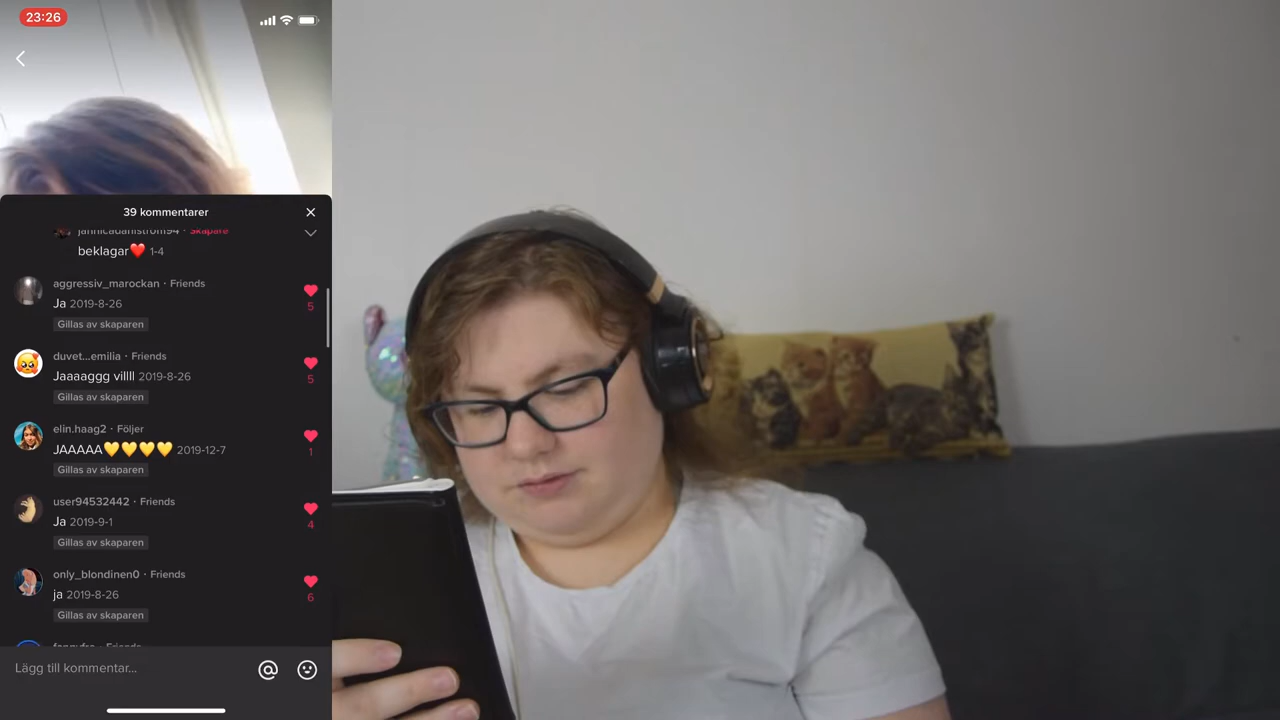 23:26
39 kommentarer
jannicadahlstrom94 · Skapare
beklagar❤️ 1-4
aggressiv_marockan · Friends
Ja 2019-8-26
5
Gillas av skaparen
duvet...emilia · Friends
Jaaaaggg villll 2019-8-26
5
Gillas av skaparen
elin.haag2 · Följer
JAAAAA💛💛💛💛 2019-12-7
1
Gillas av skaparen
user94532442 · Friends
Ja 2019-9-1
4
Gillas av skaparen
only_blondinen0 · Friends
ja 2019-8-26
6
Gillas av skaparen
Friends
Lägg till kommentar...